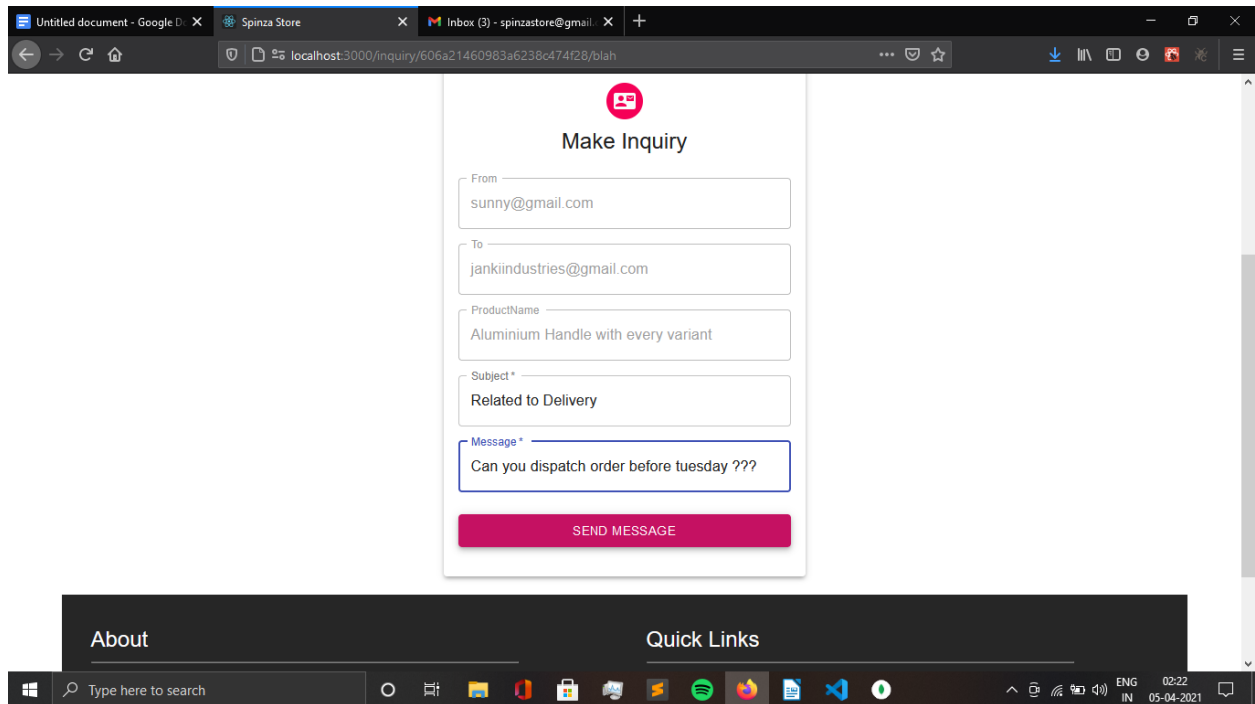 Untitled document - Google Do
Spinza Store
Inbox (3) - spinzastore@gmail.
localhost:3000/inquiry/606a21460983a6238c474f28/blah
Make Inquiry
From
sunny@gmail.com
To
jankiindustries@gmail.com
ProductName
Aluminium Handle with every variant
Subject *
Related to Delivery
Message *
Can you dispatch order before tuesday ???
SEND MESSAGE
About
Quick Links
Type here to search
ENG
IN
02:22
05-04-2021